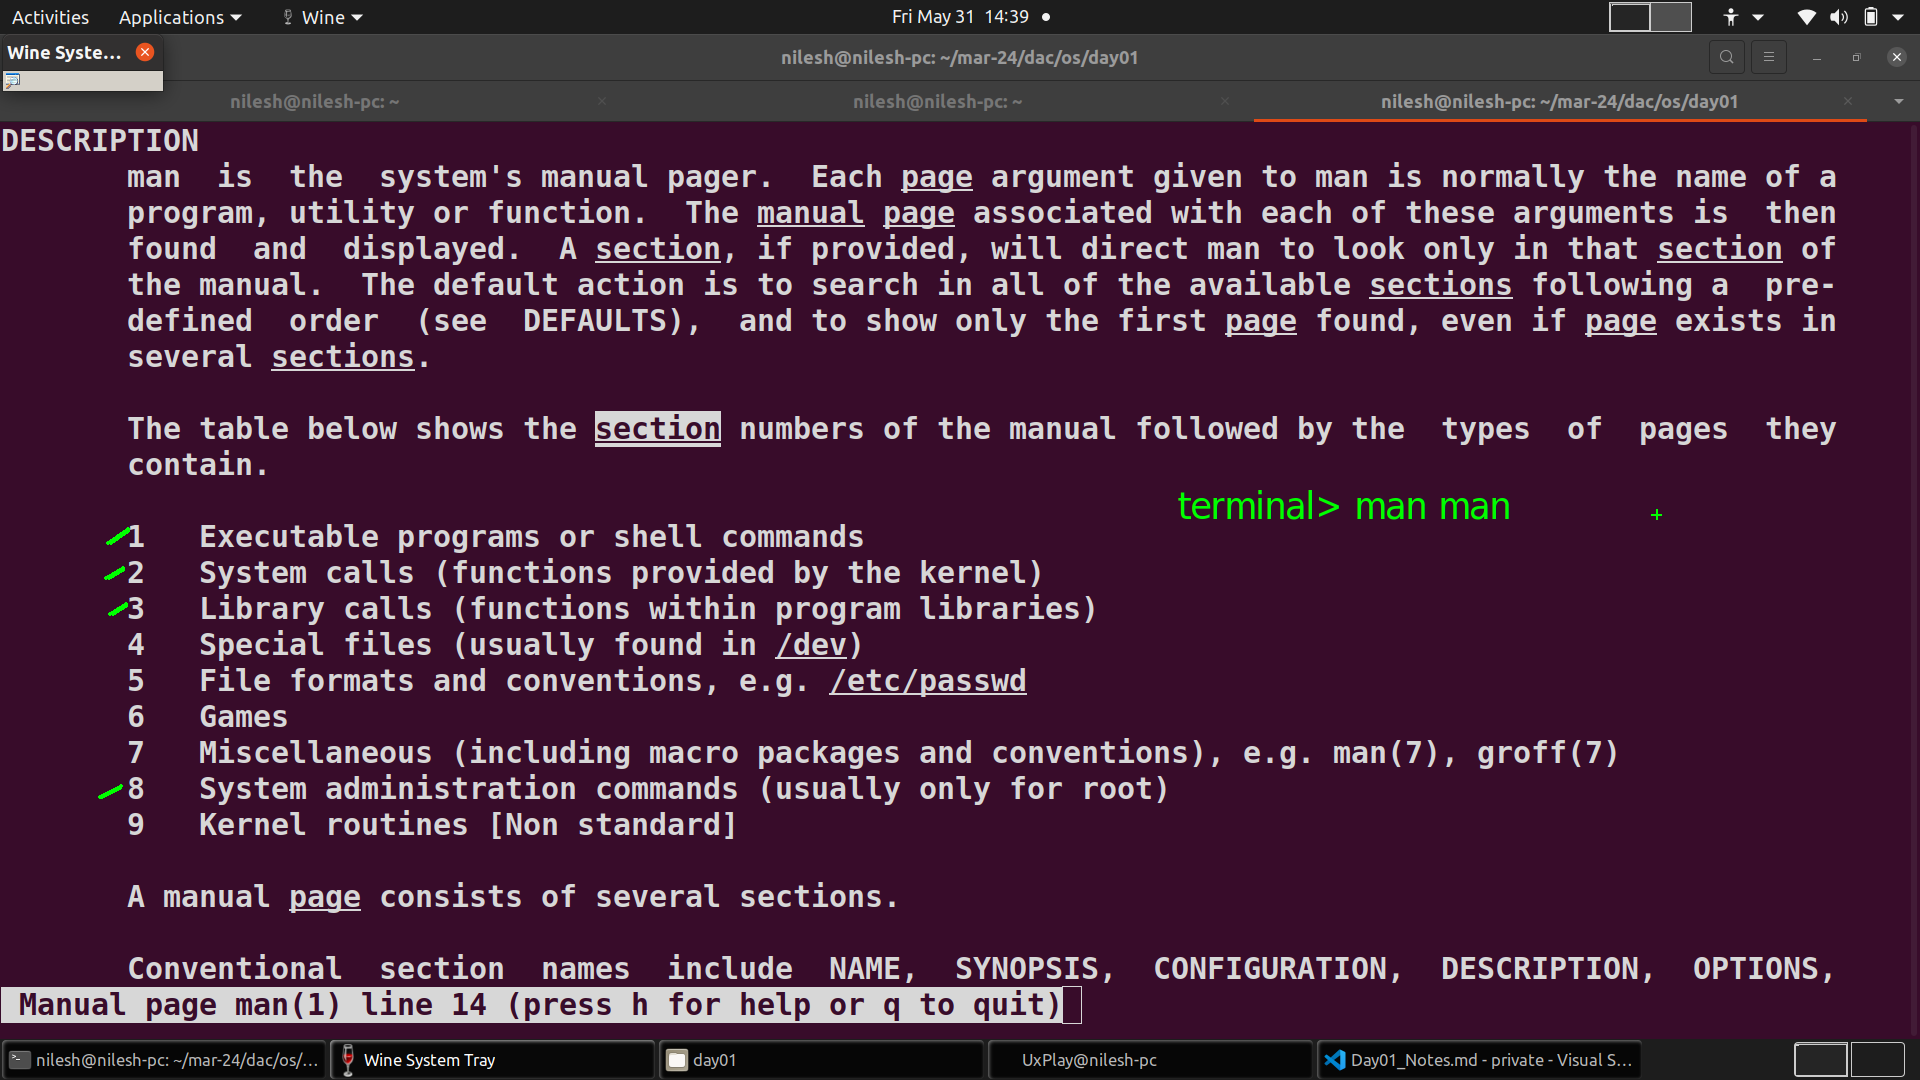 Activities Applications Wine Fri May 31 14:39
Wine Syste...
nilesh@nilesh-pc: ~/mar-24/dac/os/day01
nilesh@nilesh-pc: ~ nilesh@nilesh-pc: ~ nilesh@nilesh-pc: ~/mar-24/dac/os/day01
DESCRIPTION
man is the system's manual pager. Each page argument given to man is normally the name of a
program, utility or function. The manual page associated with each of these arguments is then
found and displayed. A section, if provided, will direct man to look only in that section of
the manual. The default action is to search in all of the available sections following a pre-
defined order (see DEFAULTS), and to show only the first page found, even if page exists in
several sections.
The table below shows the section numbers of the manual followed by the types of pages they
contain.
terminal> man man
1 Executable programs or shell commands
2 System calls (functions provided by the kernel)
3 Library calls (functions within program libraries)
4 Special files (usually found in /dev)
5 File formats and conventions, e.g. /etc/passwd
6 Games
7 Miscellaneous (including macro packages and conventions), e.g. man(7), groff(7)
8 System administration commands (usually only for root)
9 Kernel routines [Non standard]
A manual page consists of several sections.
Conventional section names include NAME, SYNOPSIS, CONFIGURATION, DESCRIPTION, OPTIONS,
Manual page man(1) line 14 (press h for help or q to quit)
nilesh@nilesh-pc: ~/mar-24/dac/os/... Wine System Tray day01 UxPlay@nilesh-pc Day01_Notes.md - private - Visual S...